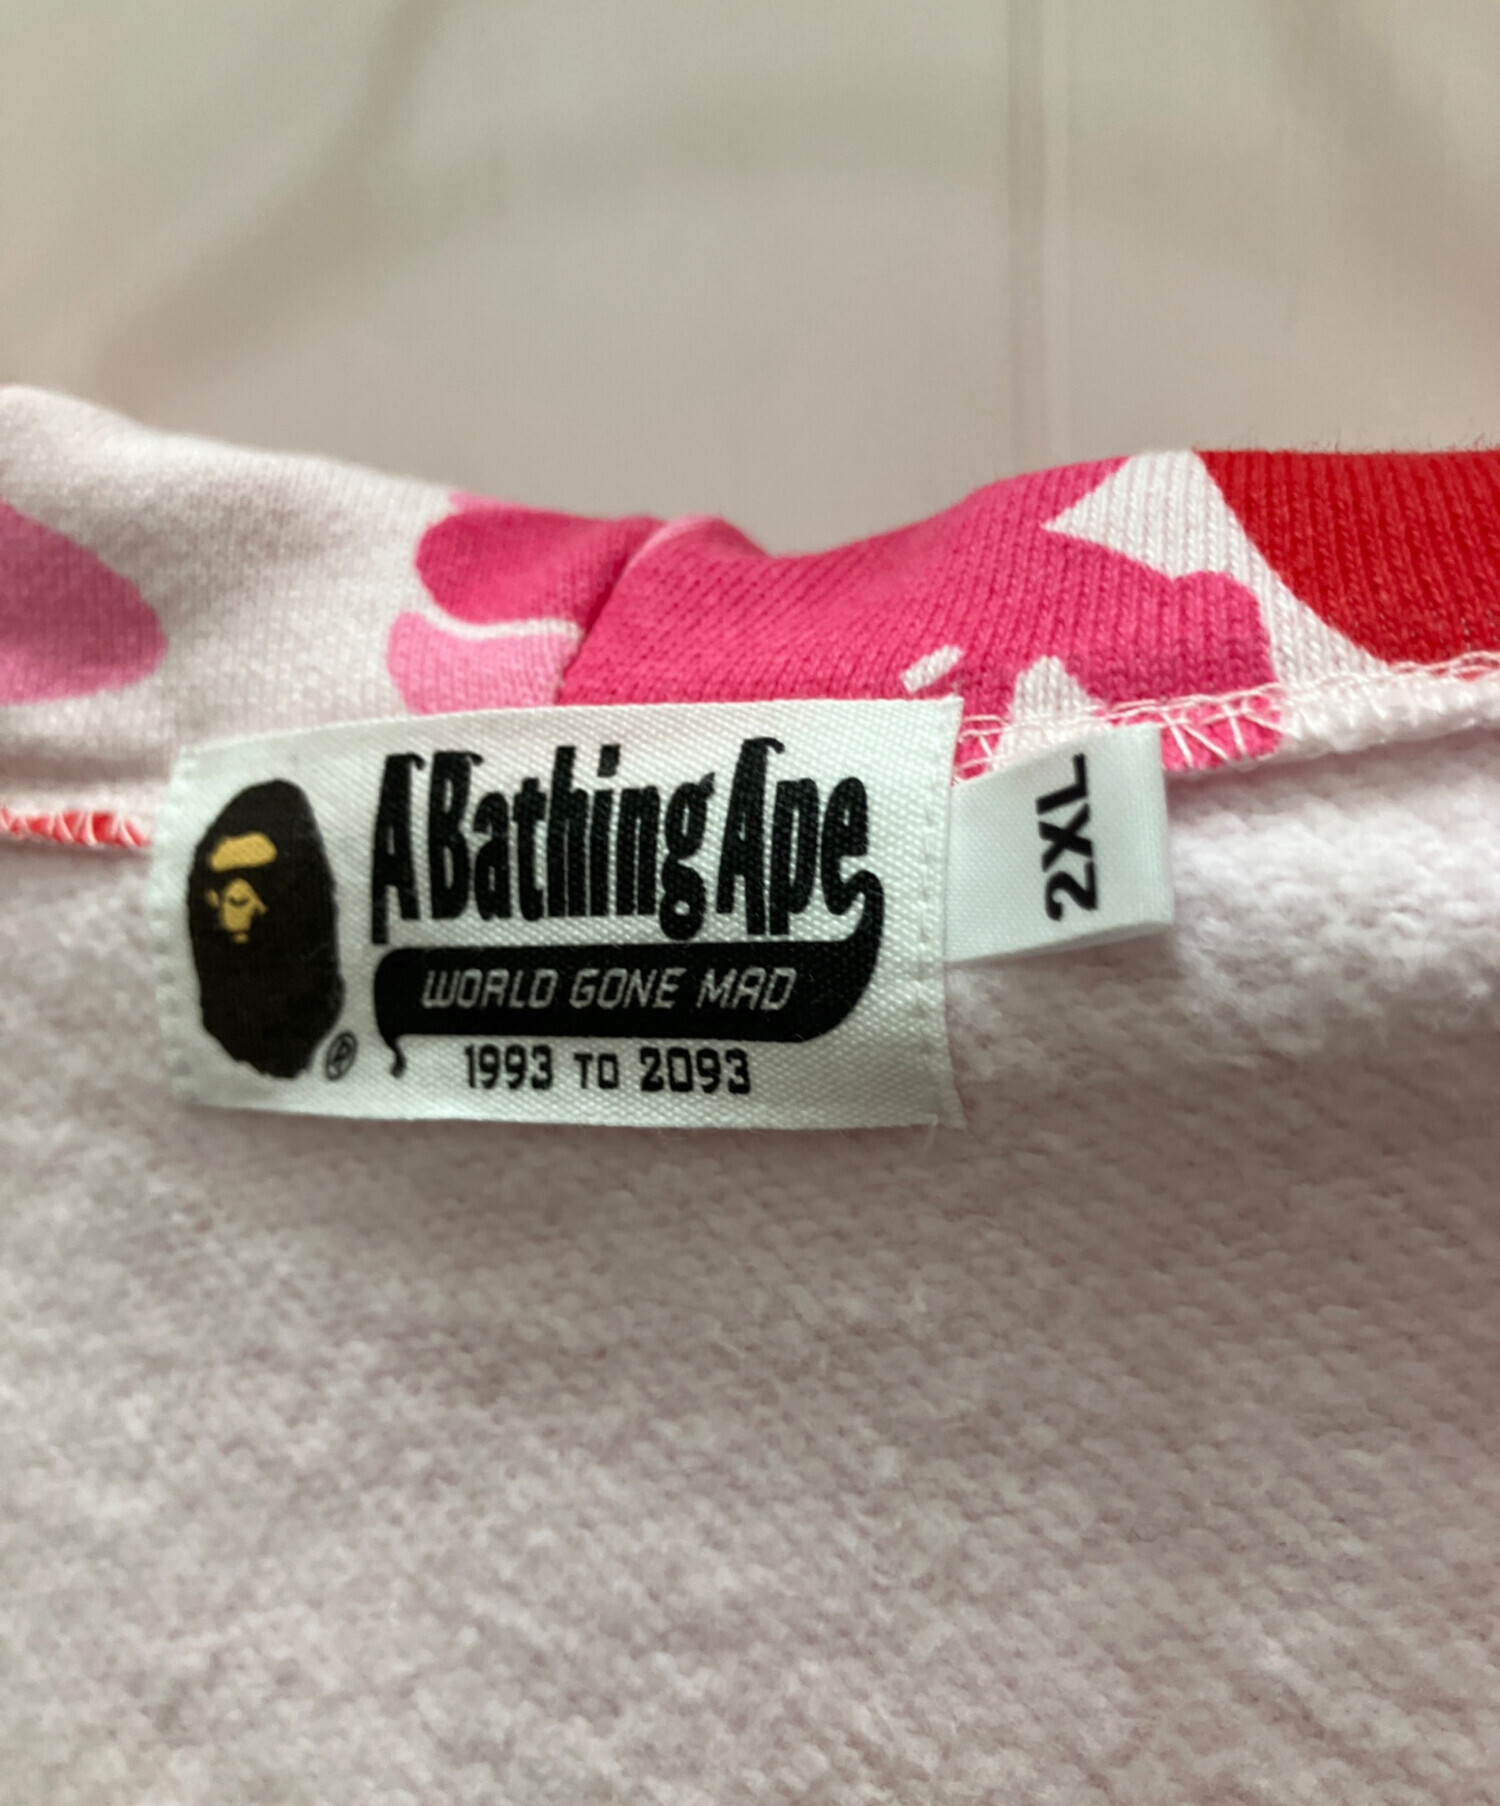 A Bathing Ape
WORLD GONE MAD
1993 TO 2093
®
2XL